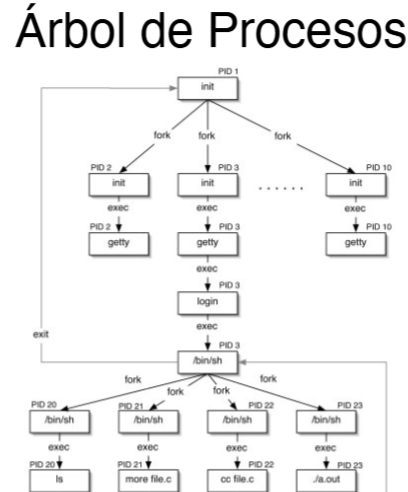 Árbol de Procesos
PID 1
init
fork fork fork
PID 2 PID 3 PID 10
init init . . . . . . init
exec exec exec
PID 2 PID 3 PID 10
getty getty getty
exec
PID 3
login
exec
exit PID 3
/bin/sh
fork fork fork fork
PID 20 PID 21 PID 22 PID 23
/bin/sh /bin/sh /bin/sh /bin/sh
exec exec exec exec
PID 20 PID 21 PID 22 PID 23
ls more file.c cc file.c ./a.out